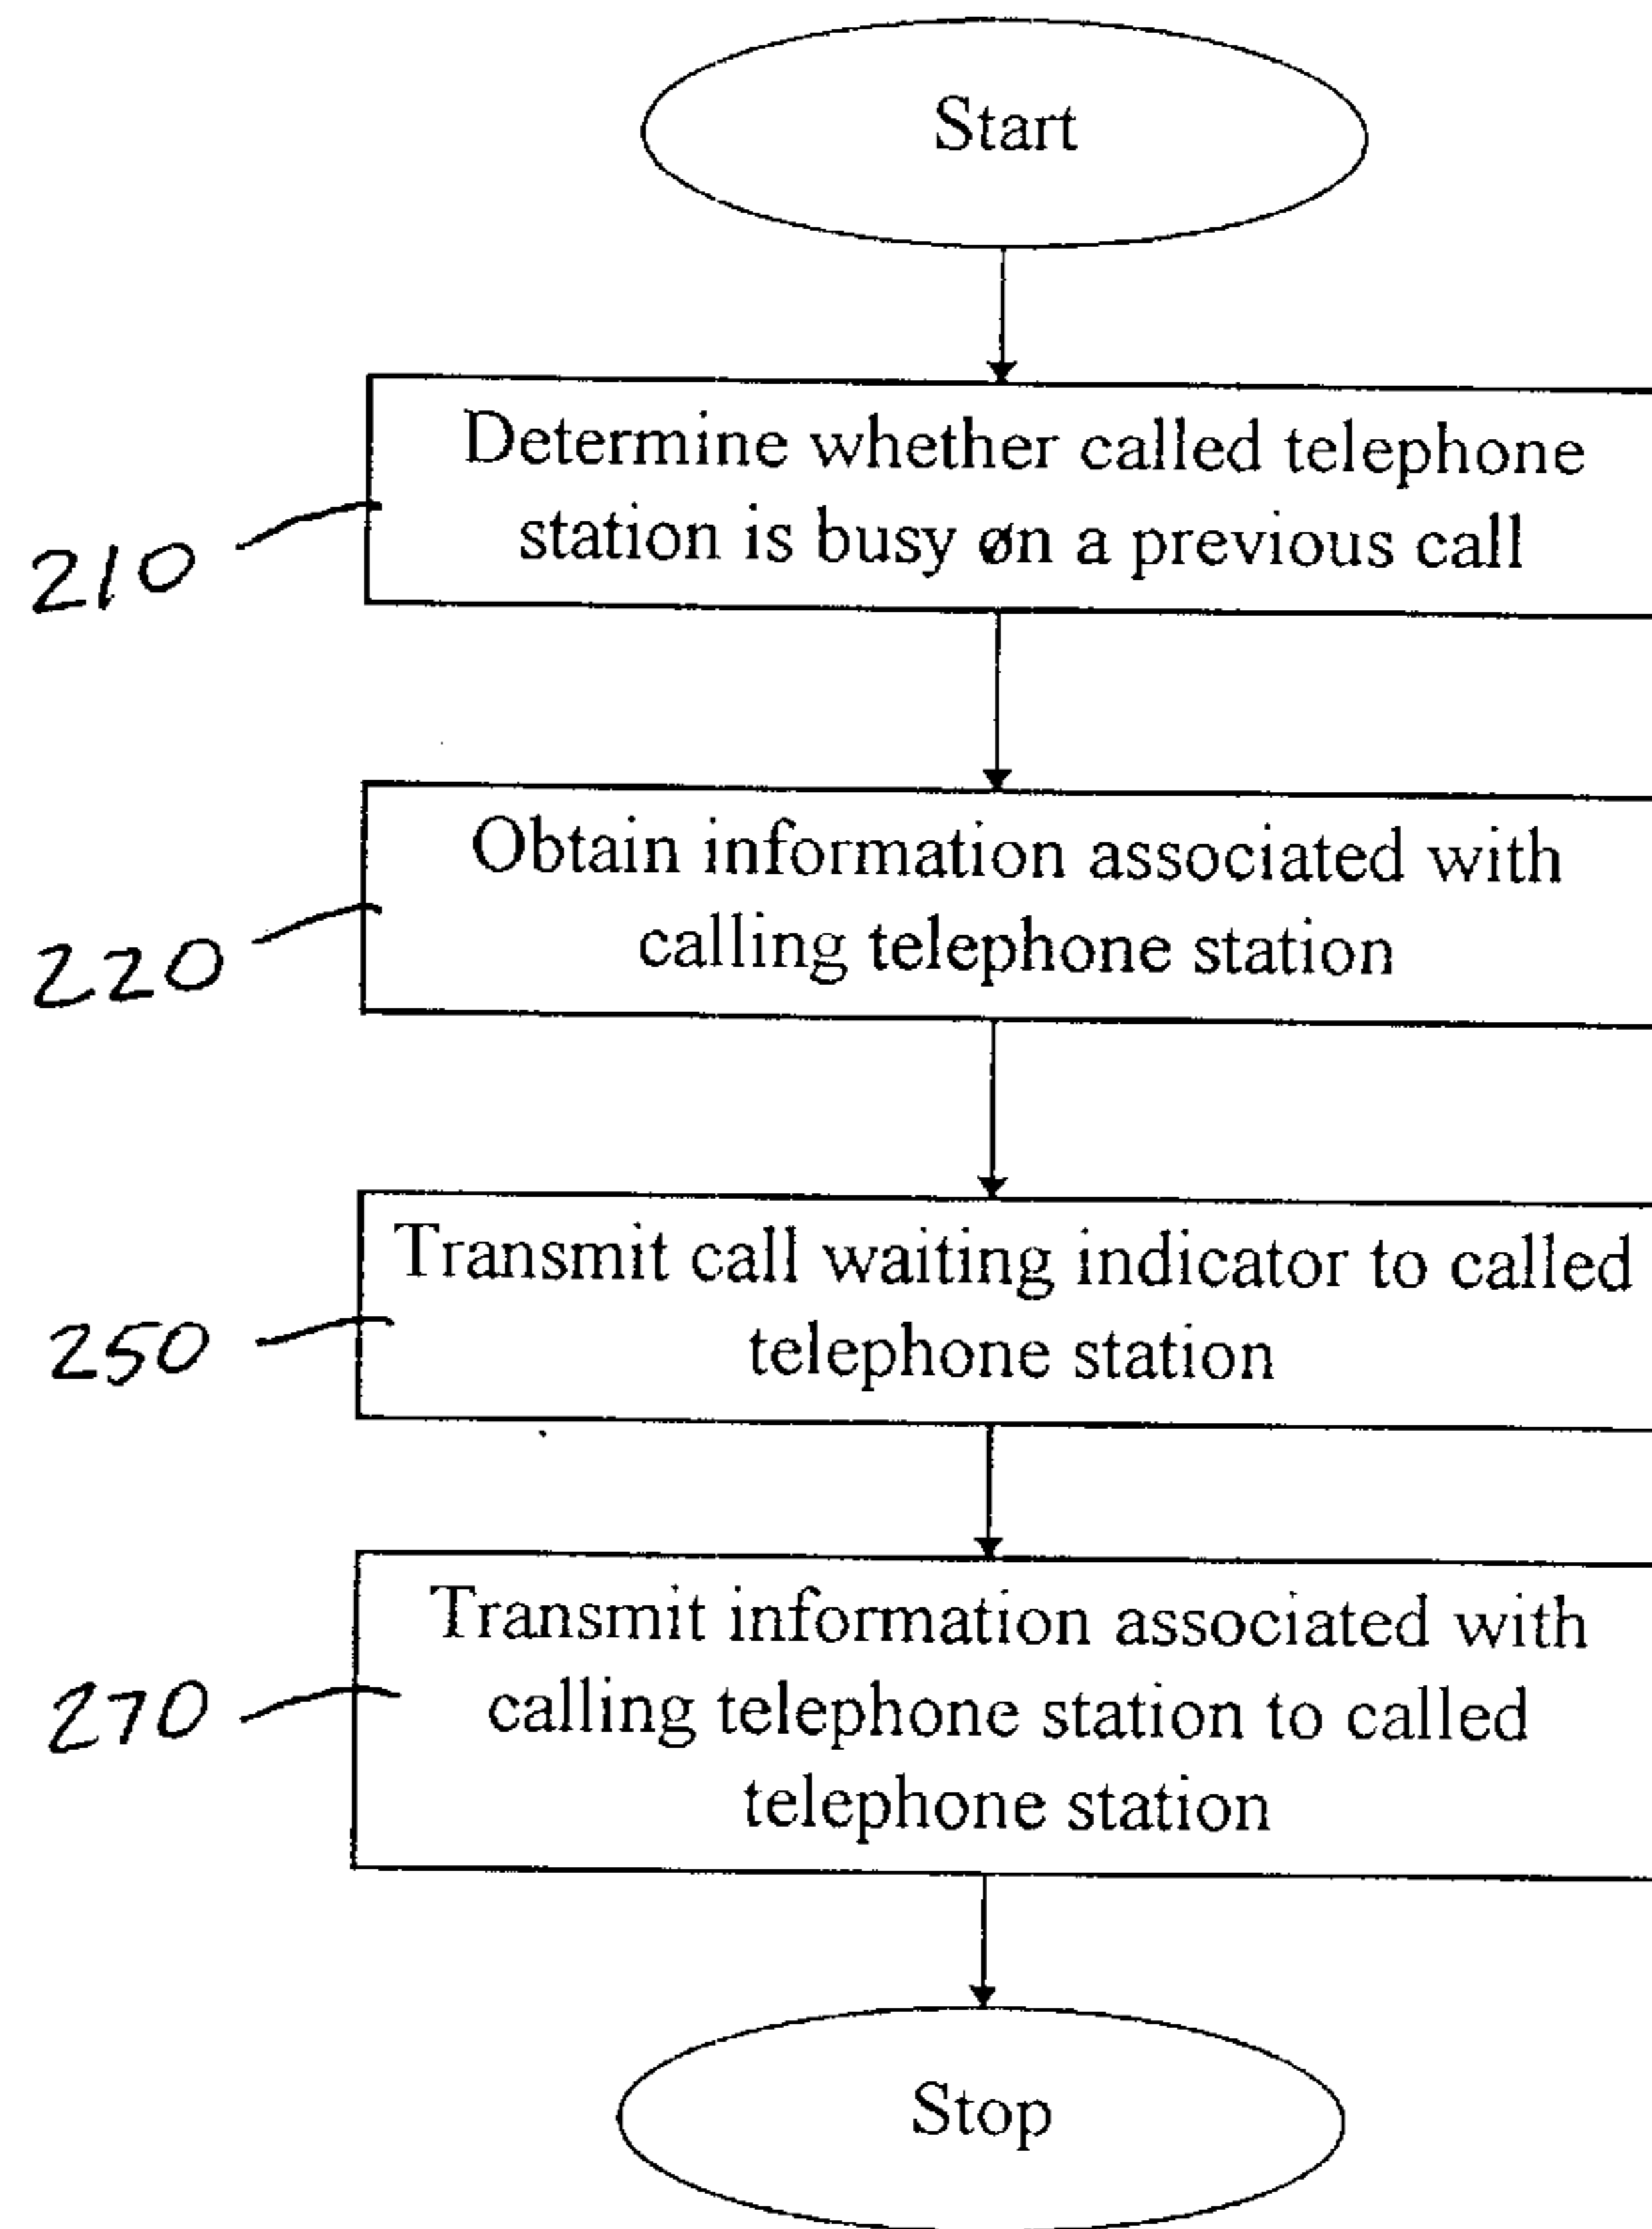 Start
Determine whether called telephone
station is busy on a previous call
210
Obtain information associated with
calling telephone station
220
Transmit call waiting indicator to called
telephone station
250
Transmit information associated with
calling telephone station to called
telephone station
270
Stop